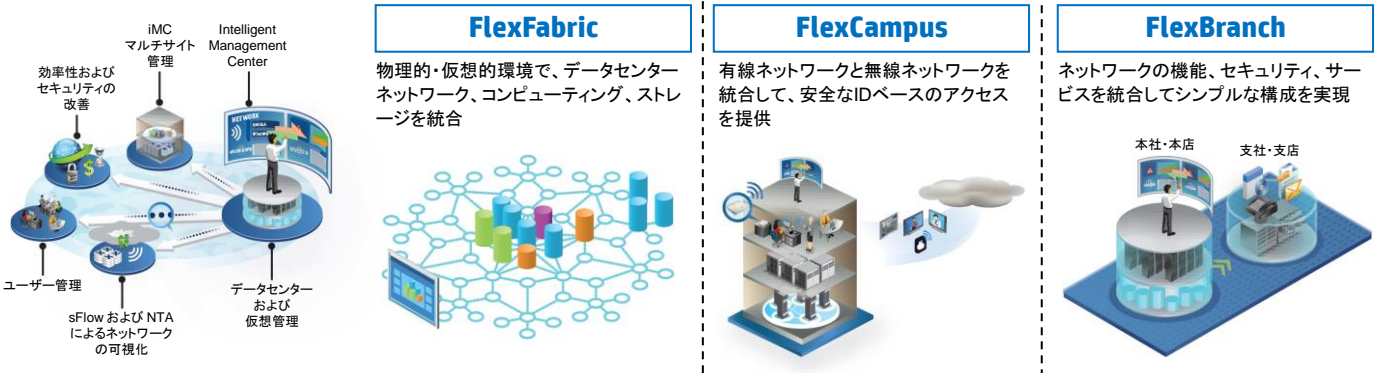 iMC
マルチサイト
管理
Intelligent
Management
Center
効率性および
セキュリティの
改善
NETWORK
ユーザー管理
sFlow および NTA
によるネットワーク
の可視化
データセンター
および
仮想管理
FlexFabric
物理的・仮想的環境で、データセンター
ネットワーク、コンピューティング、ストレ
ージを統合
FlexCampus
有線ネットワークと無線ネットワークを
統合して、安全なIDベースのアクセス
を提供
FlexBranch
ネットワークの機能、セキュリティ、サー
ビスを統合してシンプルな構成を実現
本社・本店
支社・支店